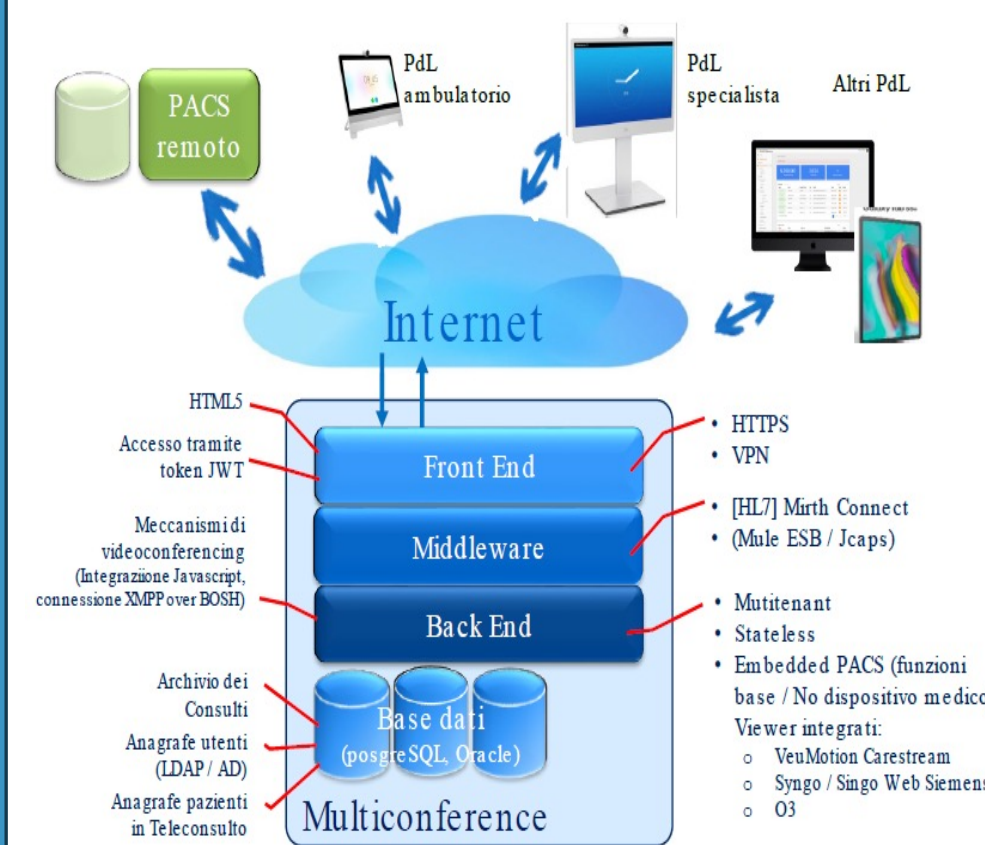 PACS
remoto
PdL
ambulatorio
PdL
specialista
Altri PdL
Internet
HTML5
Accesso tramite
token JWT
Meccanismi di
videoconferencing
(Integraziione Javascript,
connessione XMPP over BOSH)
Archivio dei
Consulti
Anagrafe utenti
(LDAP / AD)
Anagrafe pazienti
in Teleconsulto
Front End
Middleware
Back End
Base dati
(posgreSQL, Oracle)
Multiconference
• HTTPS
• VPN
• [HL7] Mirth Connect
• (Mule ESB / Jcaps)
• Mutitenant
• Stateless
• Embedded PACS (funzioni
base / No dispositivo medico
Viewer integrati:
o VeuMotion Carestream
o Syngo / Singo Web Siemens
o O3